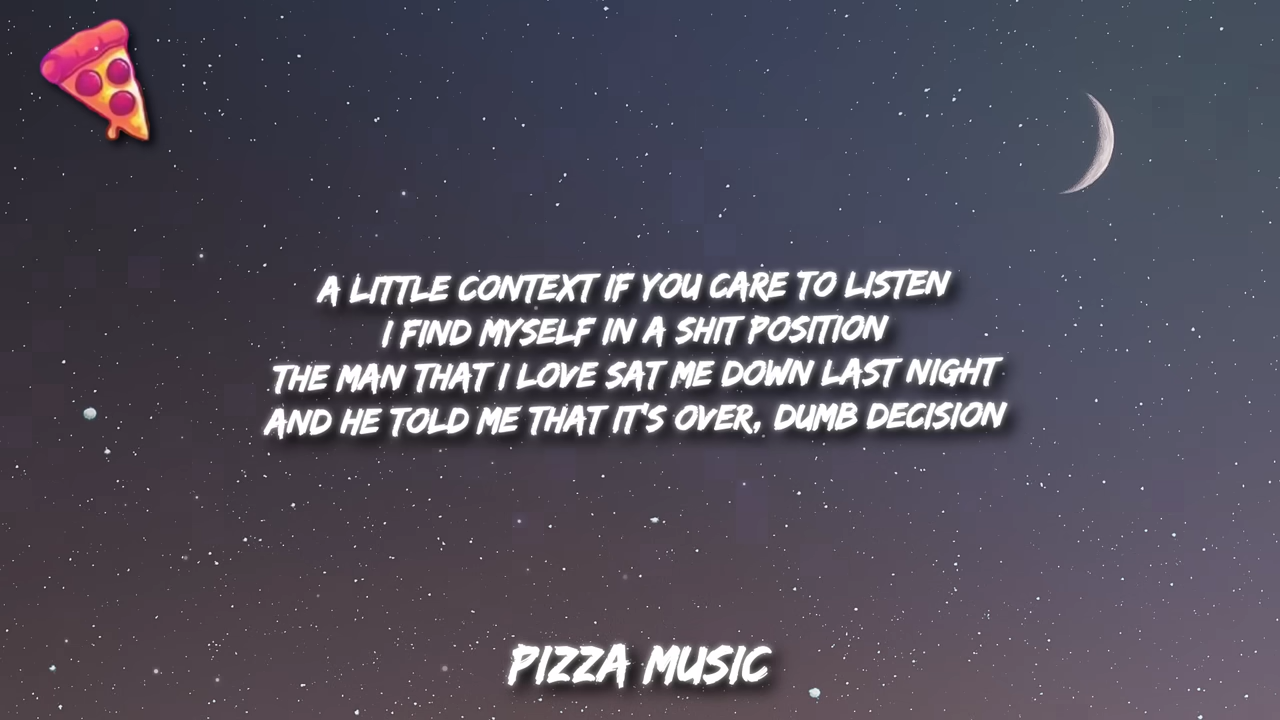 A LITTLE CONTEXT IF YOU CARE TO LISTEN
I FIND MYSELF IN A SHIT POSITION
THE MAN THAT I LOVE SAT ME DOWN LAST NIGHT
AND HE TOLD ME THAT IT'S OVER, DUMB DECISION
PIZZA MUSIC